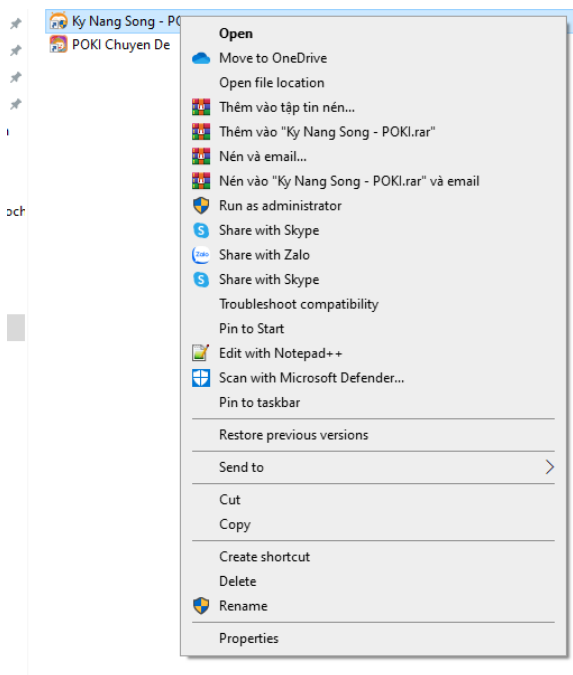 Ky Nang Song - PO
POKI Chuyen De
och
Open
Move to OneDrive
Open file location
Thêm vào tập tin nén...
Thêm vào "Ky Nang Song - POKI.rar"
Nén và email...
Nén vào "Ky Nang Song - POKI.rar" và email
Run as administrator
Share with Skype
Zalo Share with Zalo
Share with Skype
Troubleshoot compatibility
Pin to Start
Edit with Notepad++
Scan with Microsoft Defender...
Pin to taskbar
Restore previous versions
Send to
Cut
Copy
Create shortcut
Delete
Rename
Properties